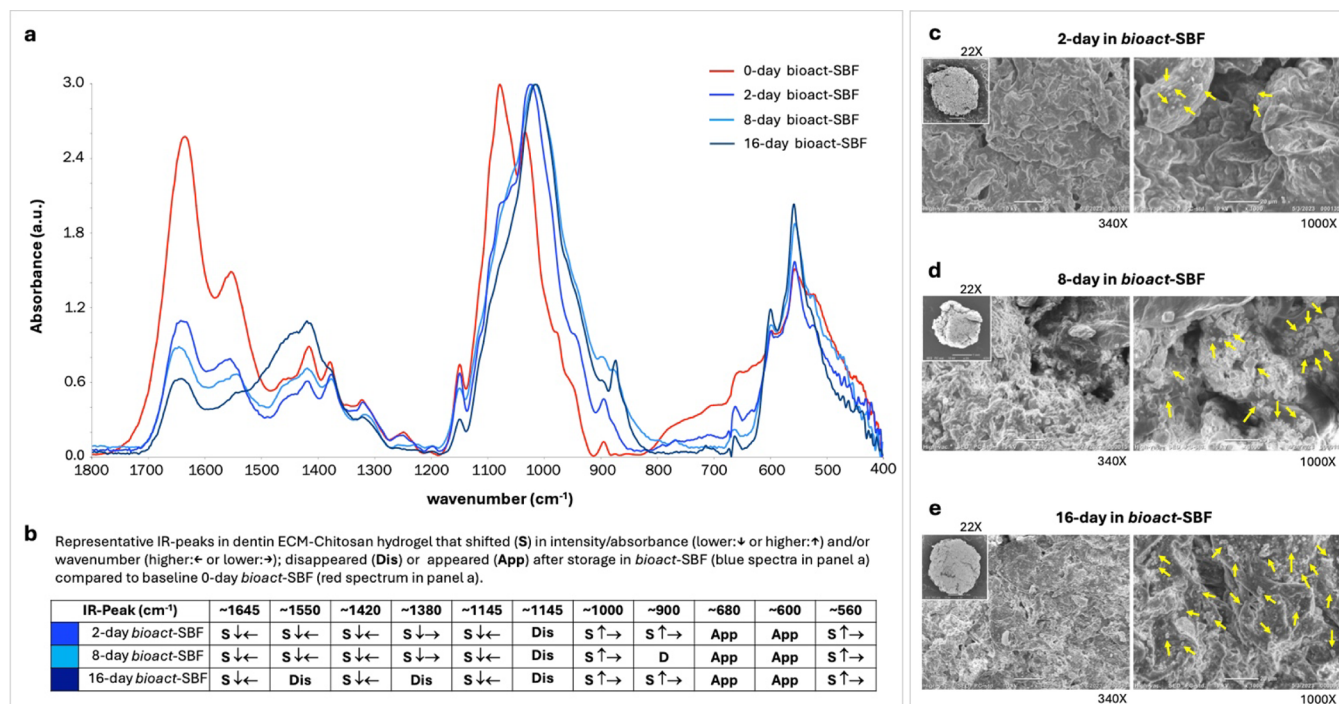 a
3.0
2.4
1.8
1.2
0.6
0.0
Absorbance (a.u.)
1800 1700 1600 1500 1400 1300 1200 1100 1000 900 800 700 600 500 400
wavenumber (cm⁻¹)
0-day bioact-SBF
2-day bioact-SBF
8-day bioact-SBF
16-day bioact-SBF
b
Representative IR-peaks in dentin ECM-Chitosan hydrogel that shifted (S) in intensity/absorbance (lower:↓ or higher:↑) and/or
wavenumber (higher:← or lower:→); disappeared (Dis) or appeared (App) after storage in bioact-SBF (blue spectra in panel a)
compared to baseline 0-day bioact-SBF (red spectrum in panel a).
IR-Peak (cm⁻¹) ~1645 ~1550 ~1420 ~1380 ~1145 ~1145 ~1000 ~900 ~680 ~600 ~560
2-day bioact-SBF S↓← S↓← S↓← S↓→ S↓← Dis S↑→ S↑→ App App S↑→
8-day bioact-SBF S↓← S↓← S↓← S↓→ S↓← Dis S↑→ D App App S↑→
16-day bioact-SBF S↓← Dis S↓← Dis S↓← Dis S↑→ S↑→ App App S↑→
c
2-day in bioact-SBF
22X
340X
1000X
d
8-day in bioact-SBF
22X
340X
1000X
e
16-day in bioact-SBF
22X
340X
1000X